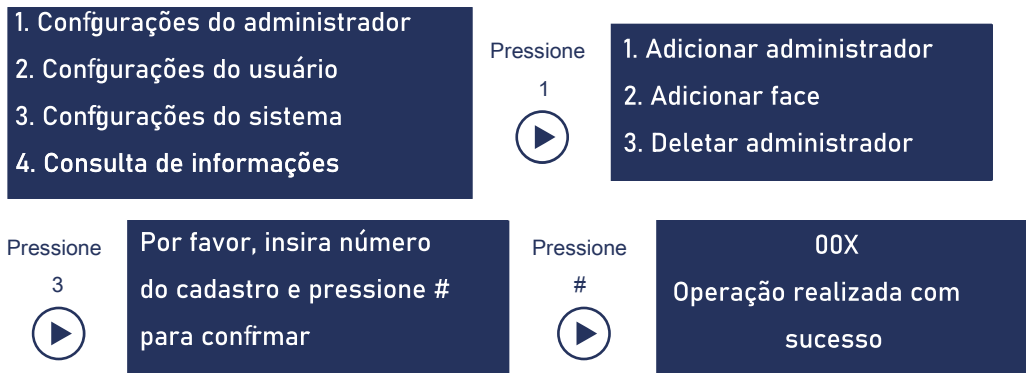 1. Configurações do administrador
2. Configurações do usuário
3. Configurações do sistema
4. Consulta de informações
Pressione
1
1. Adicionar administrador
2. Adicionar face
3. Deletar administrador
Pressione
3
Por favor, insira número
do cadastro e pressione #
para confirmar
Pressione
#
00X
Operação realizada com
sucesso